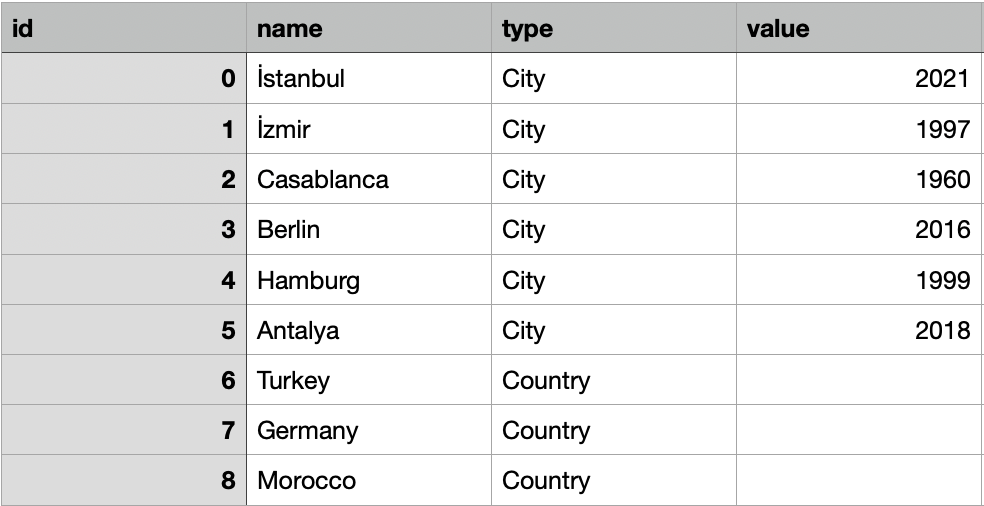 id name type value
0 İstanbul City 2021
1 İzmir City 1997
2 Casablanca City 1960
3 Berlin City 2016
4 Hamburg City 1999
5 Antalya City 2018
6 Turkey Country
7 Germany Country
8 Morocco Country